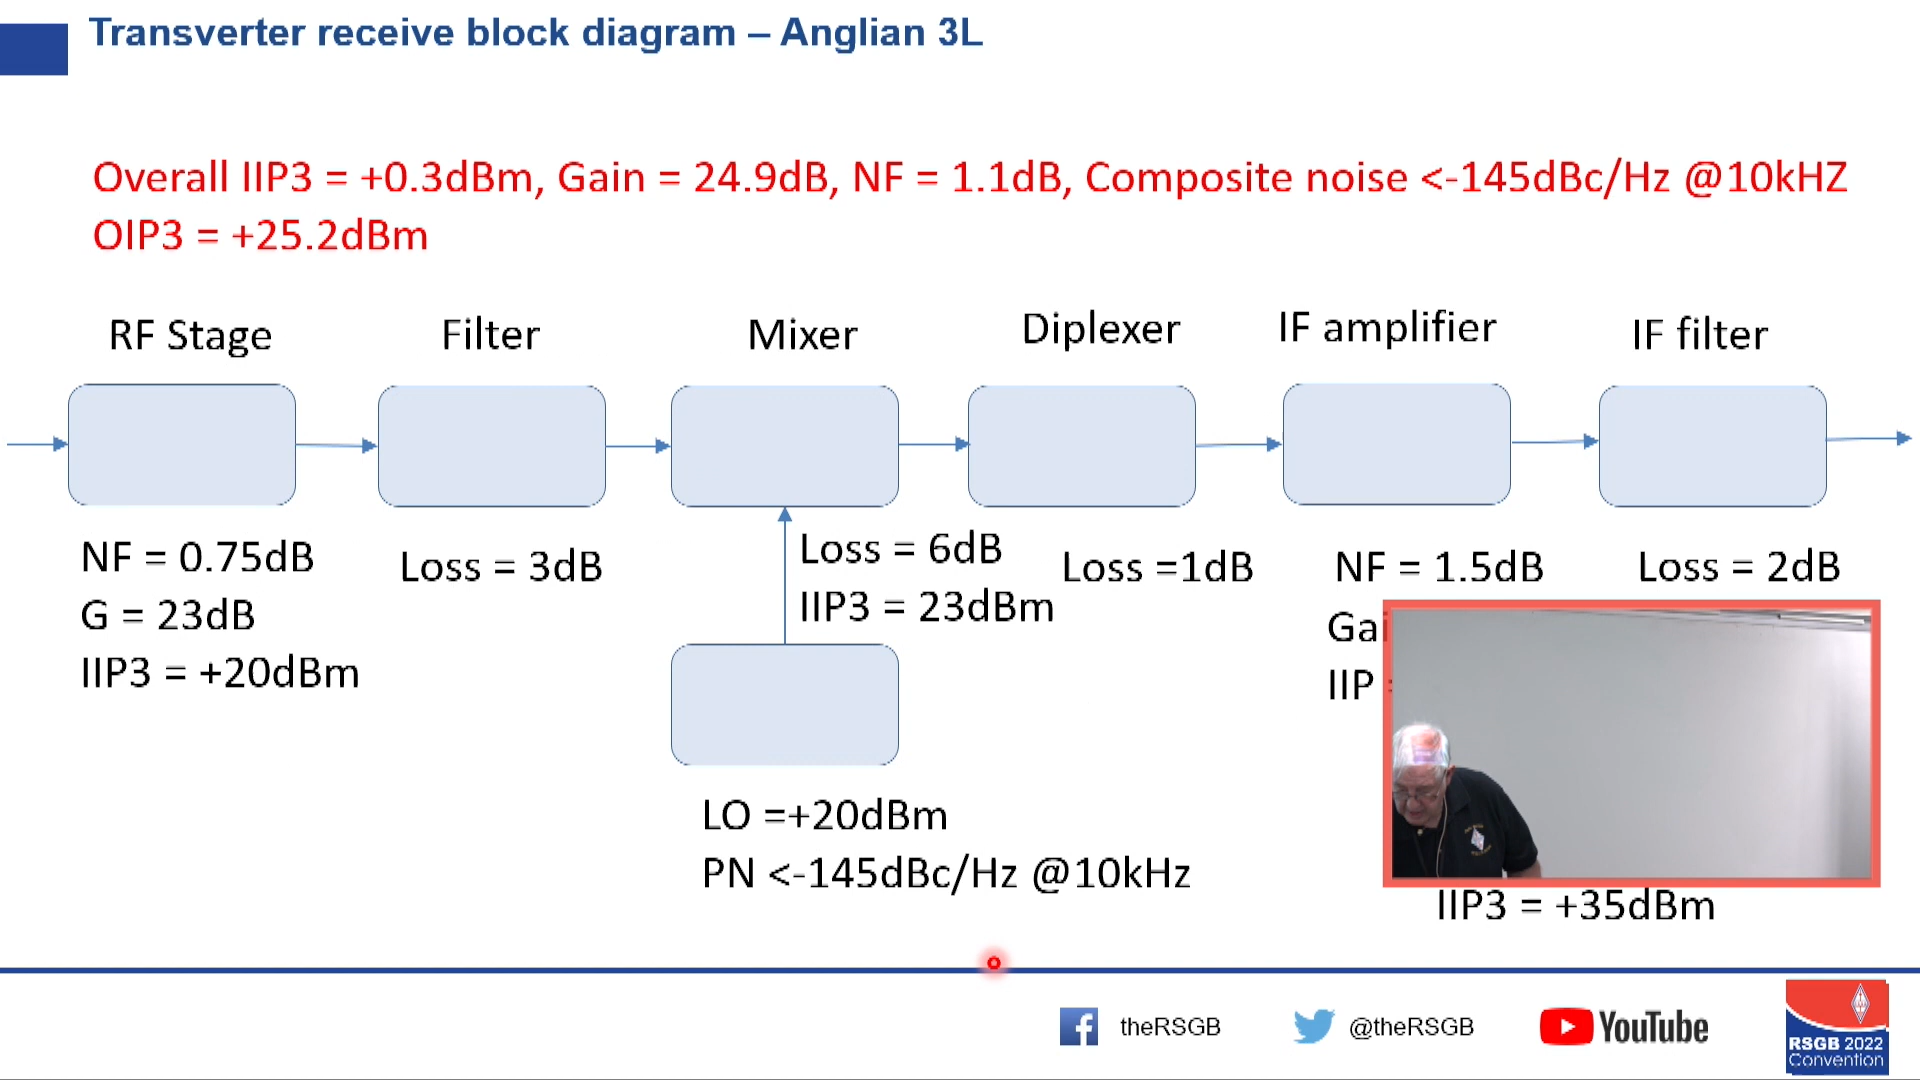 Transverter receive block diagram – Anglian 3L
Overall IIP3 = +0.3dBm, Gain = 24.9dB, NF = 1.1dB, Composite noise <-145dBc/Hz @10kHZ
OIP3 = +25.2dBm
RF Stage
Filter
Mixer
Diplexer
IF amplifier
IF filter
NF = 0.75dB
G = 23dB
IIP3 = +20dBm
Loss = 3dB
Loss = 6dB
IIP3 = 23dBm
Loss =1dB
NF = 1.5dB
IIP
Loss = 2dB
LO =+20dBm
PN <-145dBc/Hz @10kHz
IIP3 = +35dBm
theRSGB
@theRSGB
YouTube
RSGB 2022
Convention